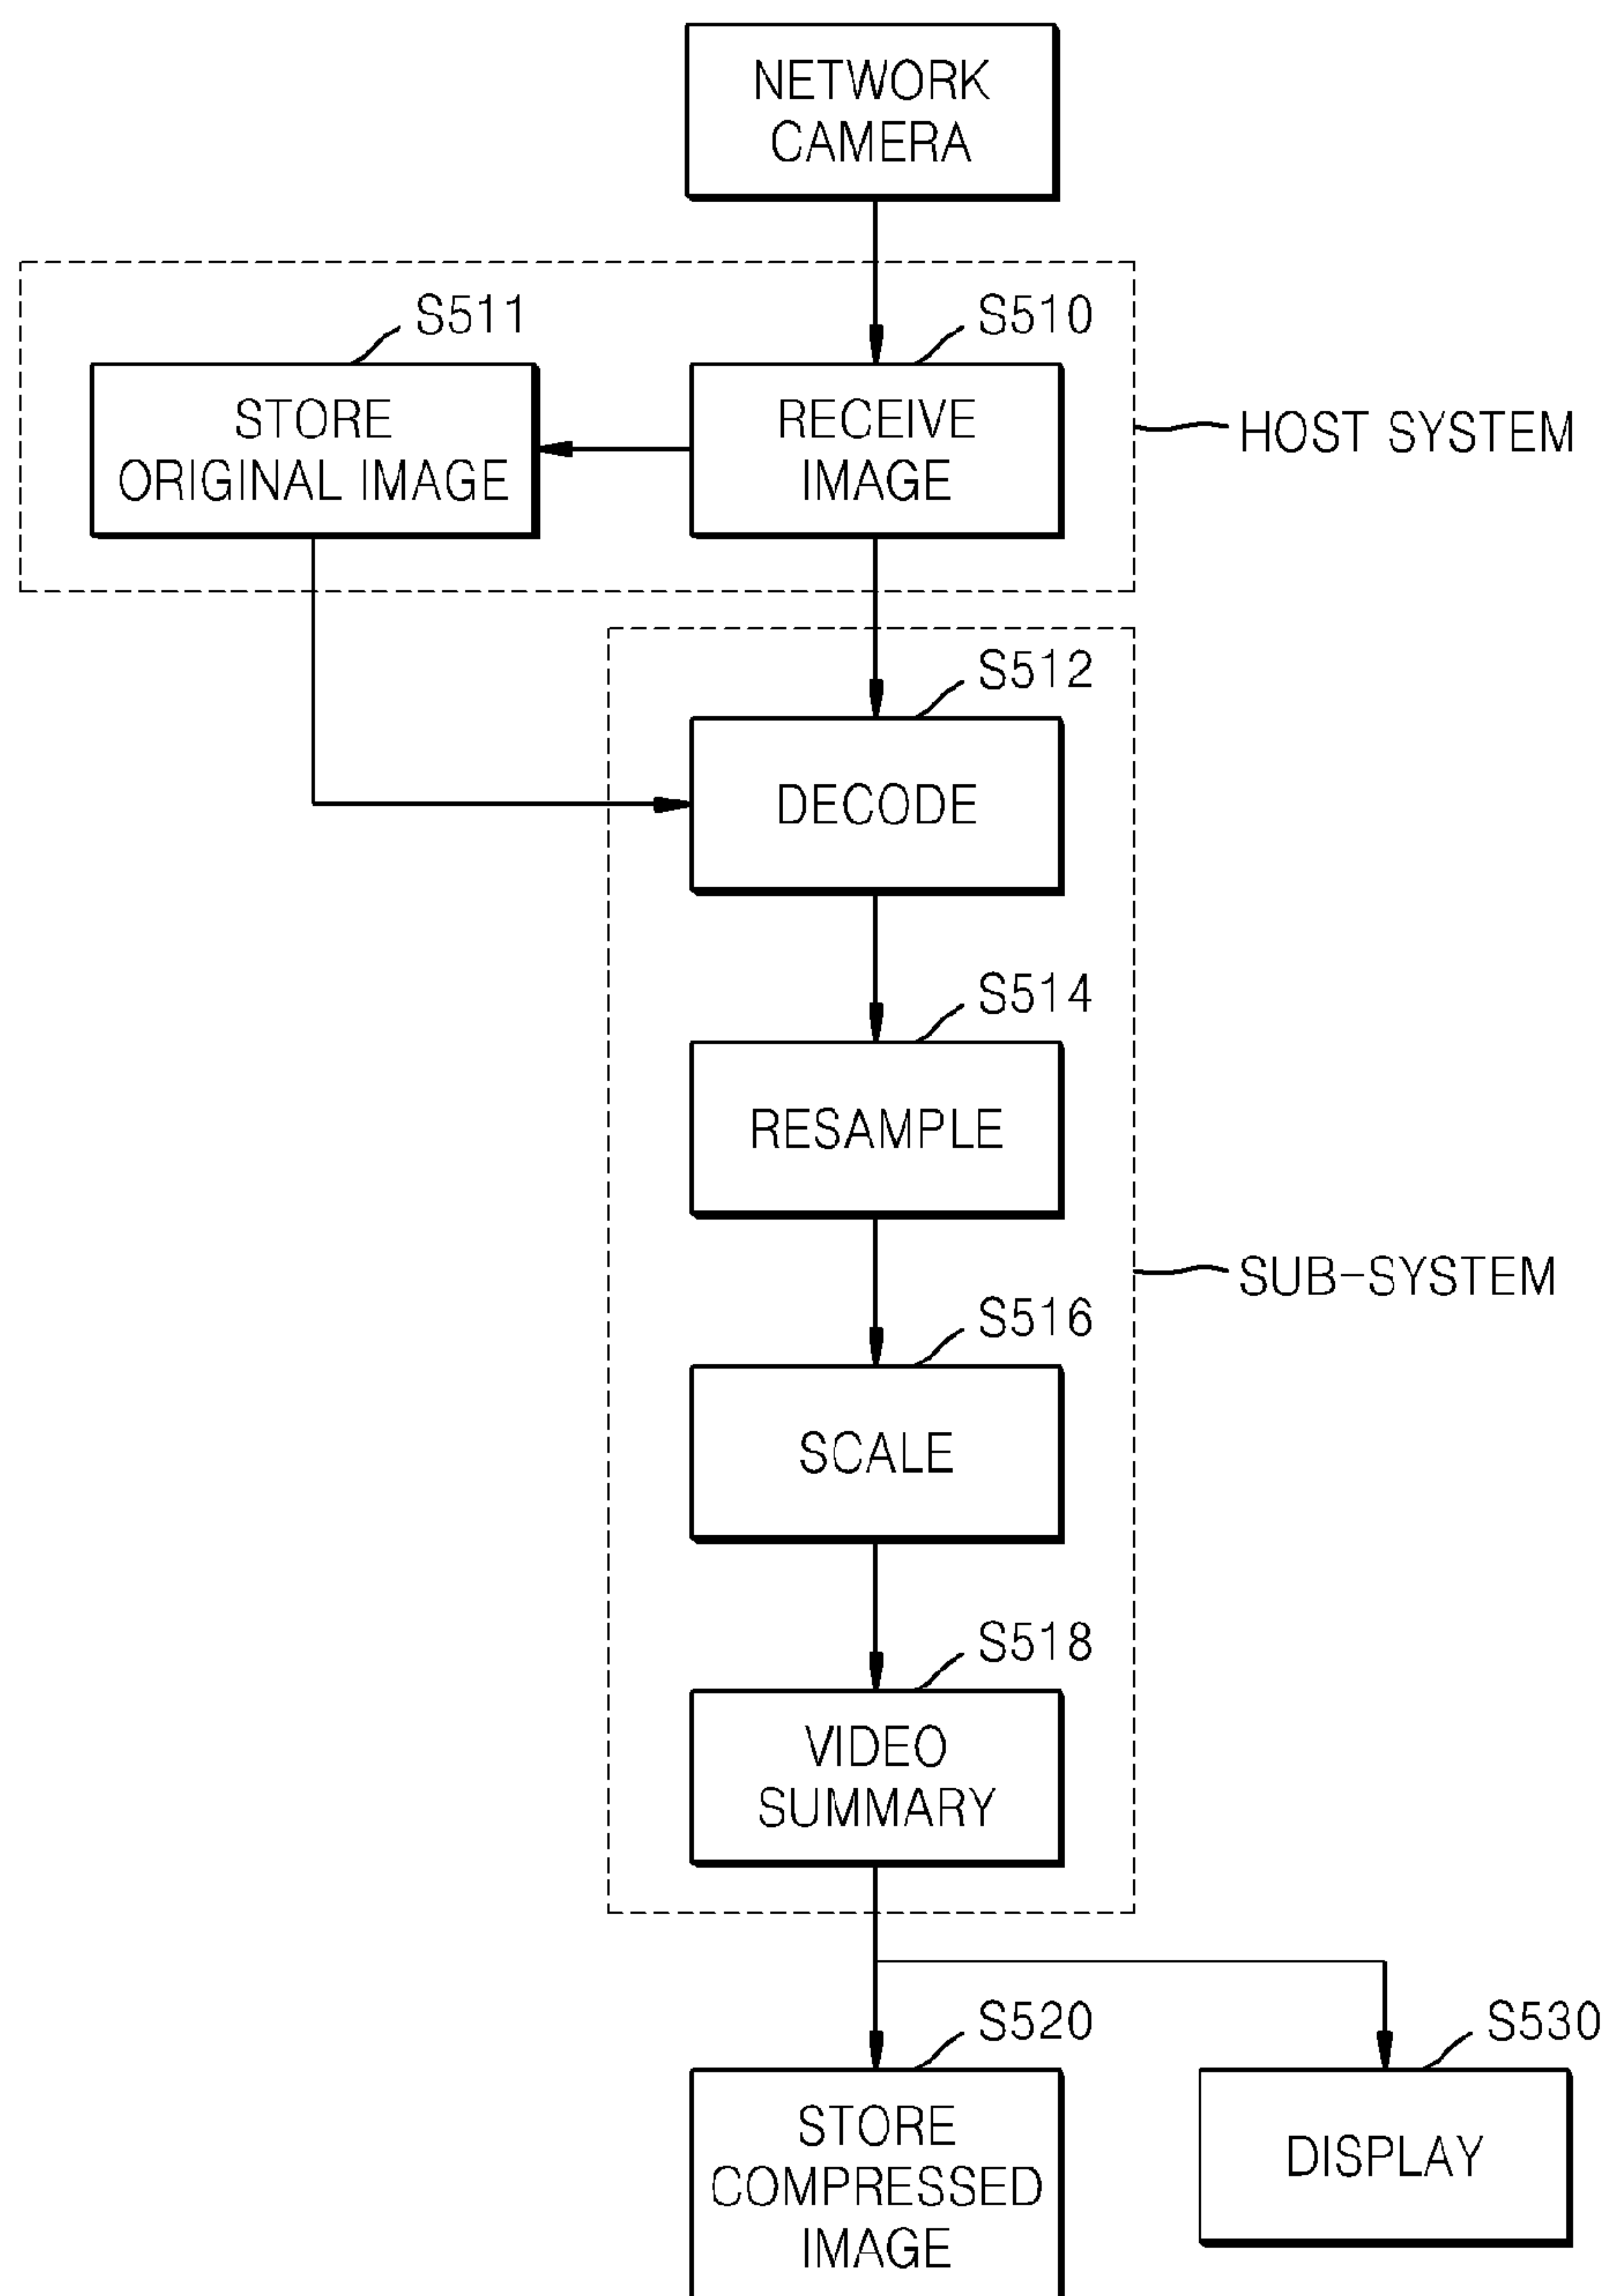 NETWORK
CAMERA
S511
S510
STORE
ORIGINAL IMAGE
RECEIVE
IMAGE
HOST SYSTEM
S512
DECODE
S514
RESAMPLE
SUB-SYSTEM
S516
SCALE
S518
VIDEO
SUMMARY
S520
S530
STORE
COMPRESSED
IMAGE
DISPLAY